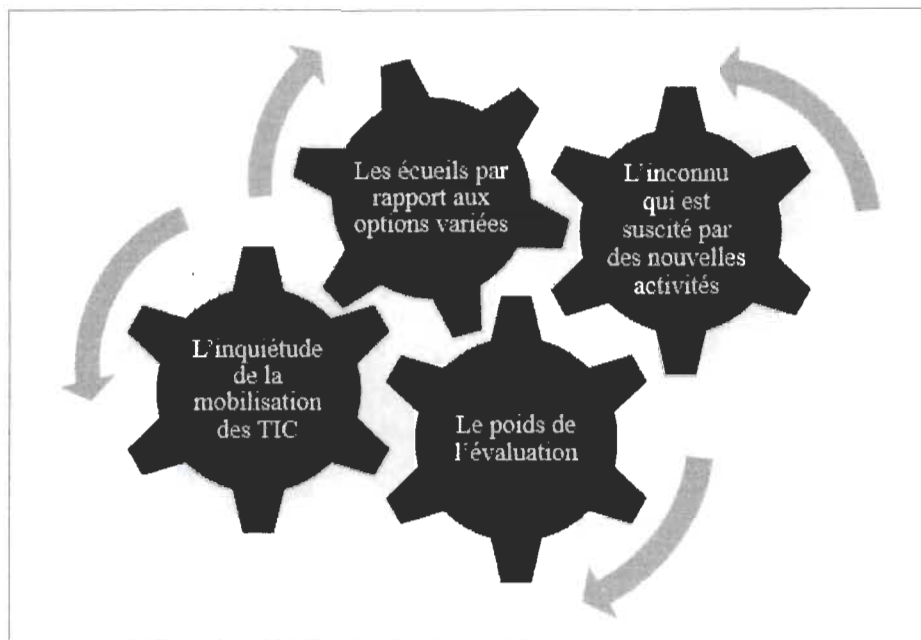 Les écueils par
rapport aux
options variées
L'inconnu
qui est
suscité par
des nouvelles
activités
L'inquiétude
de la
mobilisation
des TIC
Le poids de
l'évaluation